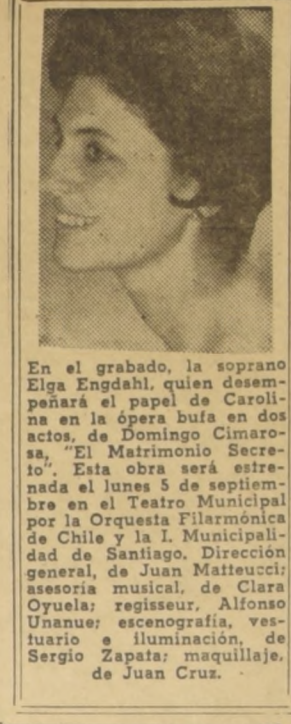 En el grabado, la soprano
Elga Engdahl, quien desem-
peñará el papel de Caroli-
na en la ópera bufa en dos
actos, de Domingo Cimaro-
sa, "El Matrimonio Secre-
to". Esta obra será estre-
nada el lunes 5 de septiem-
bre en el Teatro Municipal
por la Orquesta Filarmónica
de Chile y la I. Municipali-
dad de Santiago. Dirección
general, de Juan Matteucci;
asesoría musical, de Clara
Oyuela; regisseur, Alfonso
Unanue; escenografía, ves-
tuario e iluminación, de
Sergio Zapata; maquillaje,
de Juan Cruz.